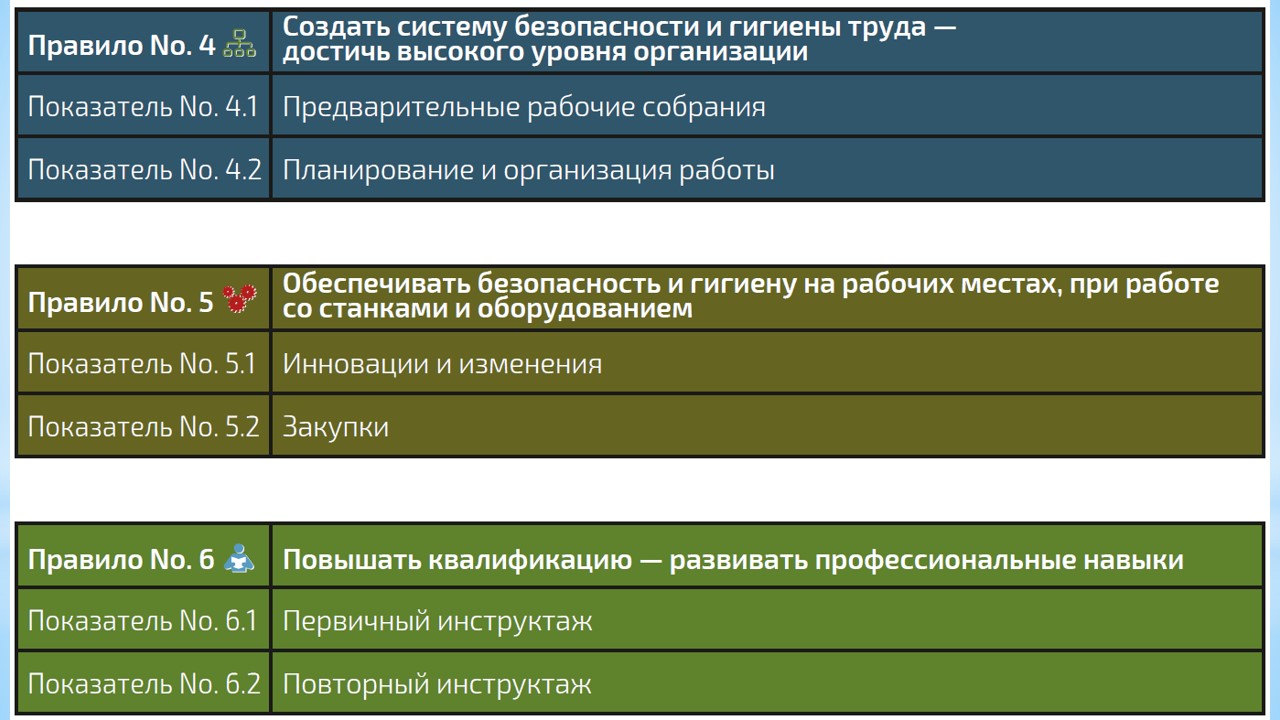 Правило No. 4
Создать систему безопасности и гигиены труда —
достичь высокого уровня организации
Показатель No. 4.1
Предварительные рабочие собрания
Показатель No. 4.2
Планирование и организация работы
Правило No. 5
Обеспечивать безопасность и гигиену на рабочих местах, при работе
со станками и оборудованием
Показатель No. 5.1
Инновации и изменения
Показатель No. 5.2
Закупки
Правило No. 6
Повышать квалификацию — развивать профессиональные навыки
Показатель No. 6.1
Первичный инструктаж
Показатель No. 6.2
Повторный инструктаж